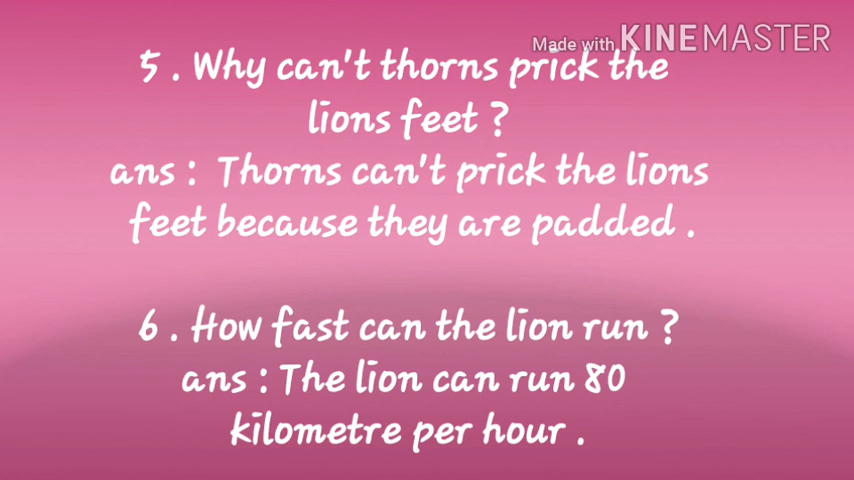 Made with KINEMASTER
5 . Why can't thorns prick the
lions feet ?
ans :  Thorns can't prick the lions
feet because they are padded .
6 . How fast can the lion run ?
ans : The lion can run 80
kilometre per hour .